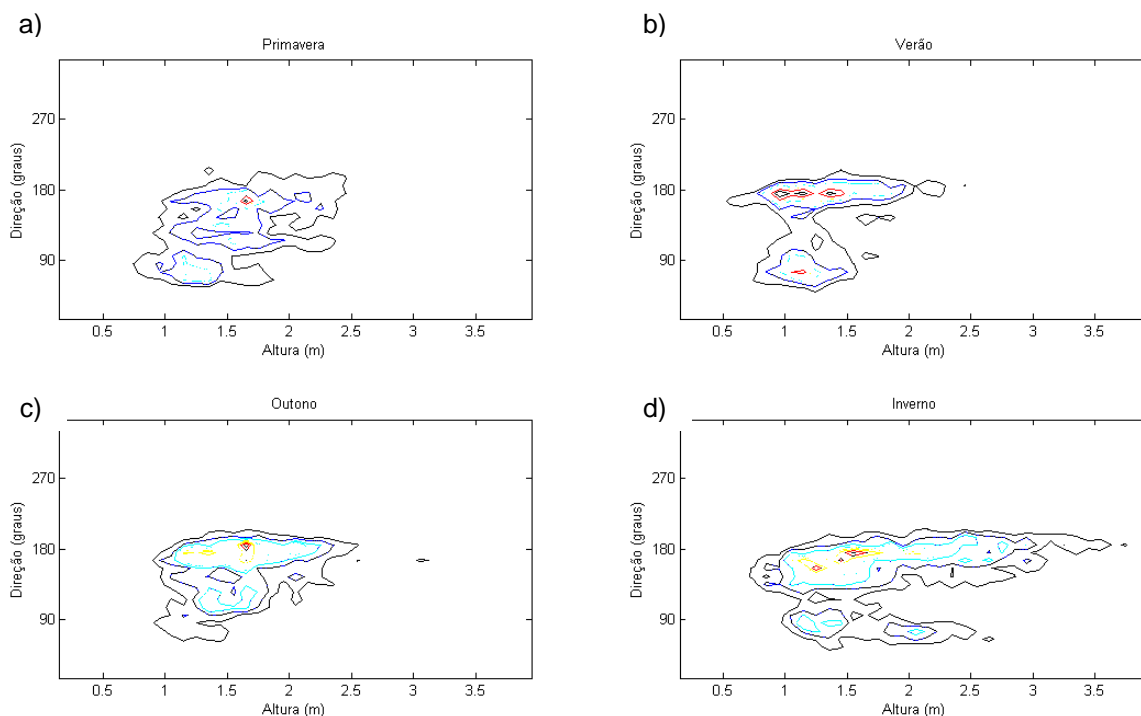 a)
Primavera
270
180
90
Direção (graus)
0.5 1 1.5 2 2.5 3 3.5
Altura (m)
b)
Verão
270
180
90
Direção (graus)
0.5 1 1.5 2 2.5 3 3.5
Altura (m)
c)
Outono
270
180
90
Direção (graus)
0.5 1 1.5 2 2.5 3 3.5
Altura (m)
d)
Inverno
270
180
90
Direção (graus)
0.5 1 1.5 2 2.5 3 3.5
Altura (m)